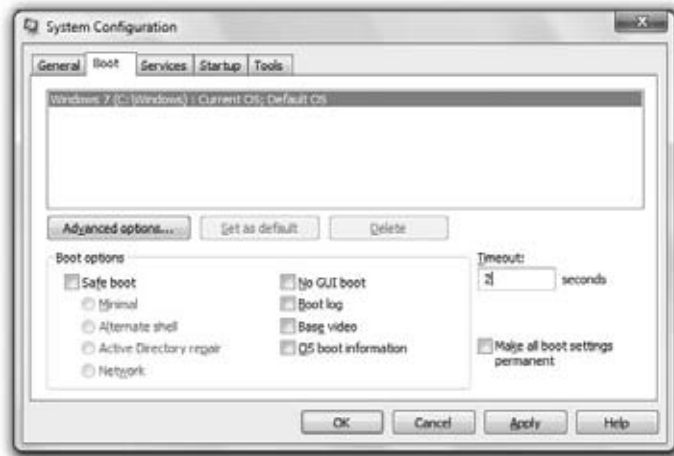 System Configuration
General Boot Services Startup Tools
Windows 7 (C:\Windows) : Current OS; Default OS
Advanced options... Set as default Delete
Boot options
Timeout:
Safe boot No GUI boot 2 seconds
Minimal Boot log
Alternate shell Base video
Active Directory repair OS boot information Make all boot settings
permanent
Network
OK Cancel Apply Help